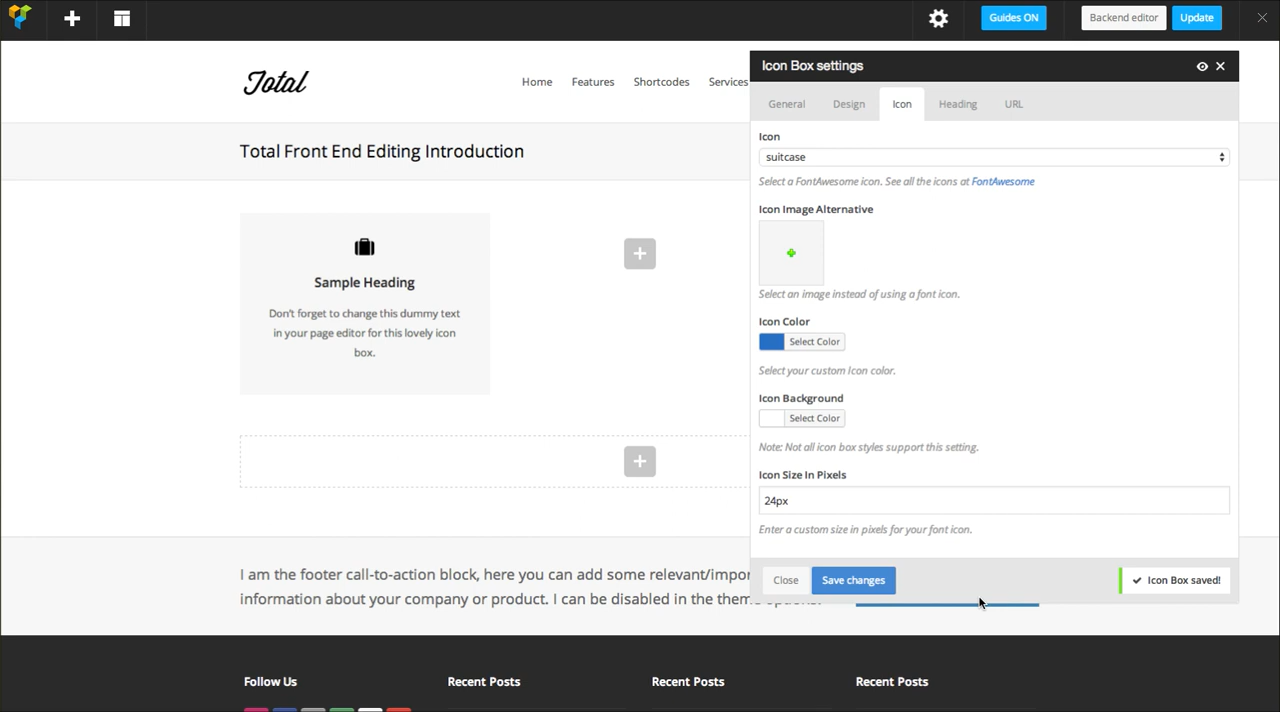 Guides ON
Backend editor
Update
Total
Home
Features
Shortcodes
Services
Total Front End Editing Introduction
Sample Heading
Don't forget to change this dummy text
in your page editor for this lovely icon
box.
Icon Box settings
General
Design
Icon
Heading
URL
Icon
suitcase
Select a FontAwesome icon. See all the icons at FontAwesome
Icon Image Alternative
Select an image instead of using a font icon.
Icon Color
Select Color
Select your custom Icon color.
Icon Background
Select Color
Note: Not all icon box styles support this setting.
Icon Size In Pixels
24px
Enter a custom size in pixels for your font icon.
Close
Save changes
Icon Box saved!
I am the footer call-to-action block, here you can add some relevant/impor
information about your company or product. I can be disabled in the theme options.
Follow Us
Recent Posts
Recent Posts
Recent Posts